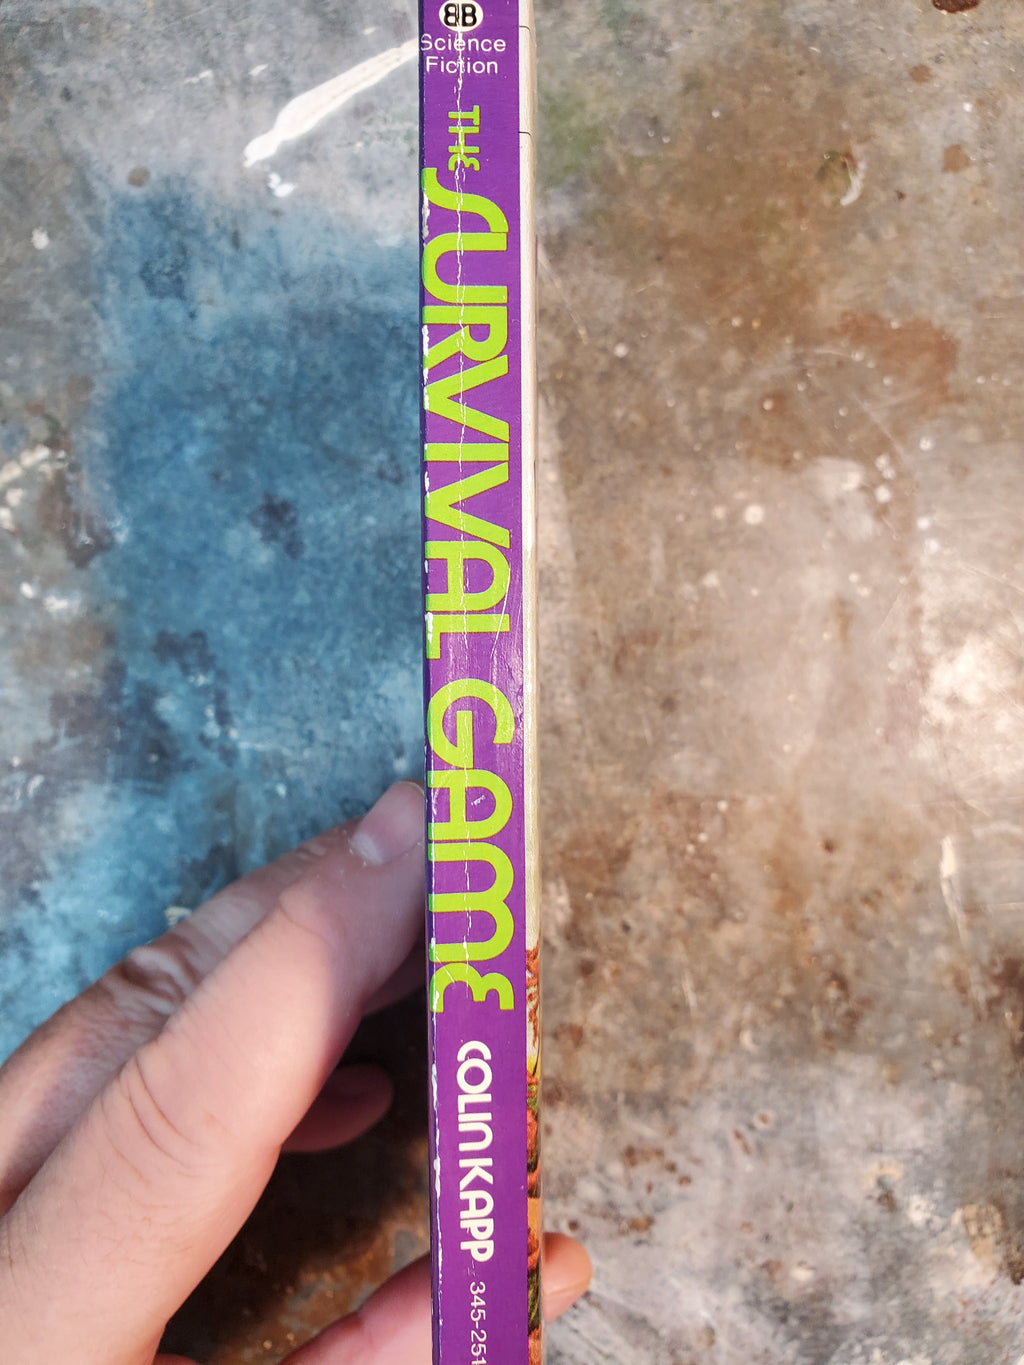 BB
Science
Fiction
THE SURVIVAL GAME
COLIN KAPP
345-251